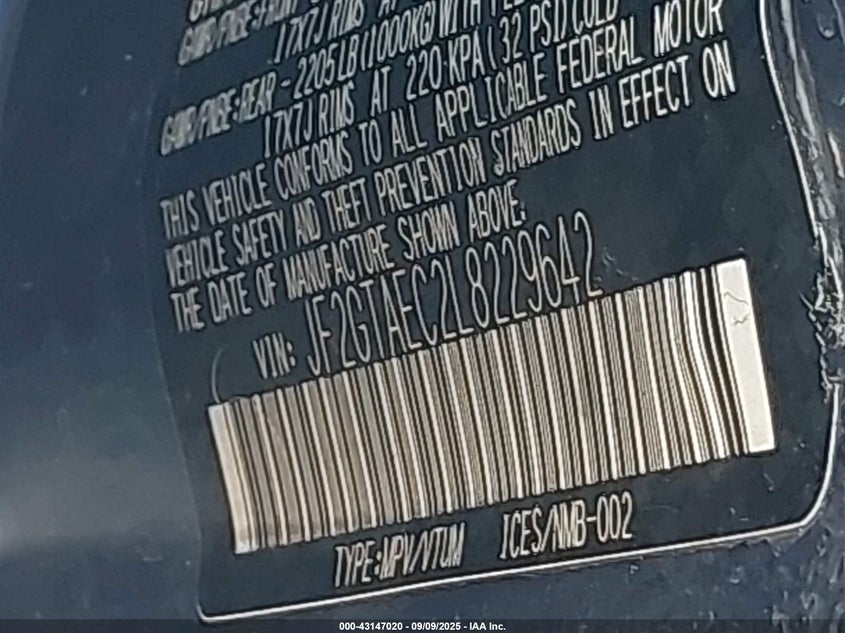 17X7J RIMS AT
GAWR/PNBE:REAR - 2205LB(1000KG)WITH
17X7J RIMS AT 220 KPA( 32 PSI)COLD
THIS VEHICLE CONFORMS TO ALL APPLICABLE FEDERAL MOTOR
VEHICLE SAFETY AND THEFT PREVENTION STANDARDS IN EFFECT ON
THE DATE OF MANUFACTURE SHOWN ABOVE.
VIN: JF2GTAEC2L8229642
TYPE:MPV/VTUM ICES/NMB-002
000-43147020 - 09/09/2025 - IAA Inc.